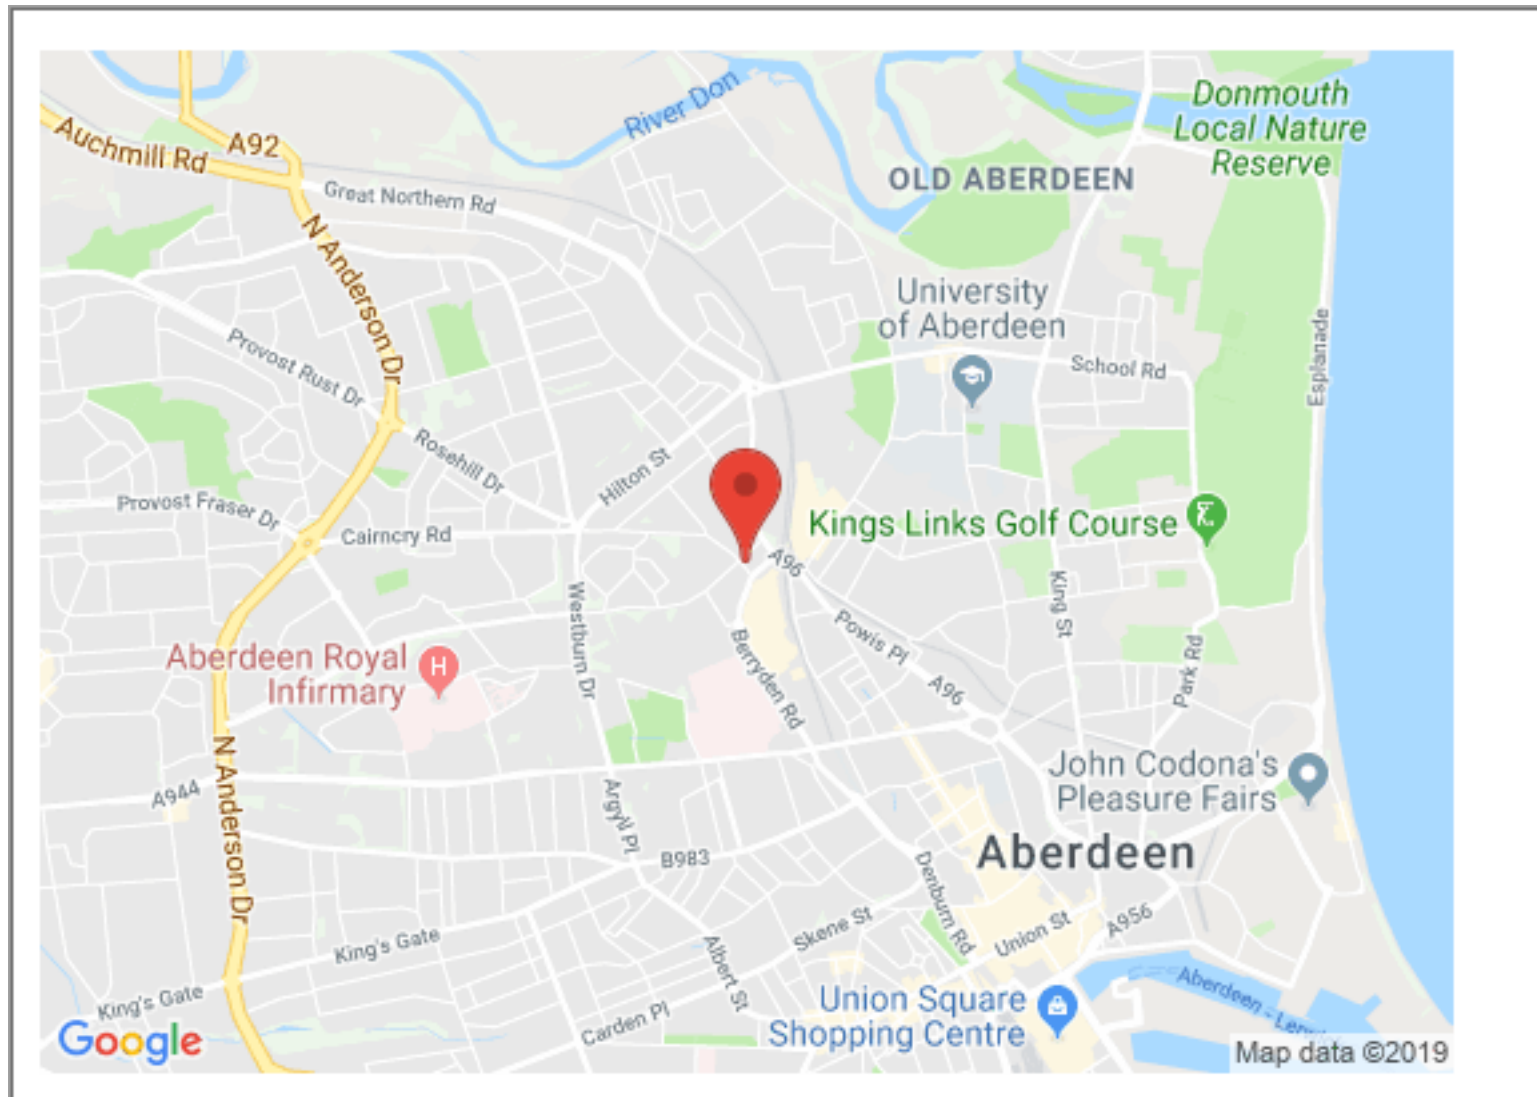 Donmouth
Local Nature
Reserve
River Don
A92
Auchmill Rd
Great Northern Rd
OLD ABERDEEN
N Anderson Dr
University
of Aberdeen
Esplanade
School Rd
Provost Rust Dr
Rosehill Dr
Hilton St
Provost Fraser Dr
Cairncry Rd
Kings Links Golf Course
A96
King St
Westburn Dr
Powis Pl
Berryden Rd
Park Rd
Aberdeen Royal
Infirmary
A96
N Anderson Dr
A944
Argyll Pl
John Codona's
Pleasure Fairs
Aberdeen
B983
Denburn Rd
Skene St
Union St
A956
King's Gate
Albert St
King's Gate
Carden Pl
Union Square
Shopping Centre
Aberdeen -
Google
Map data ©2019